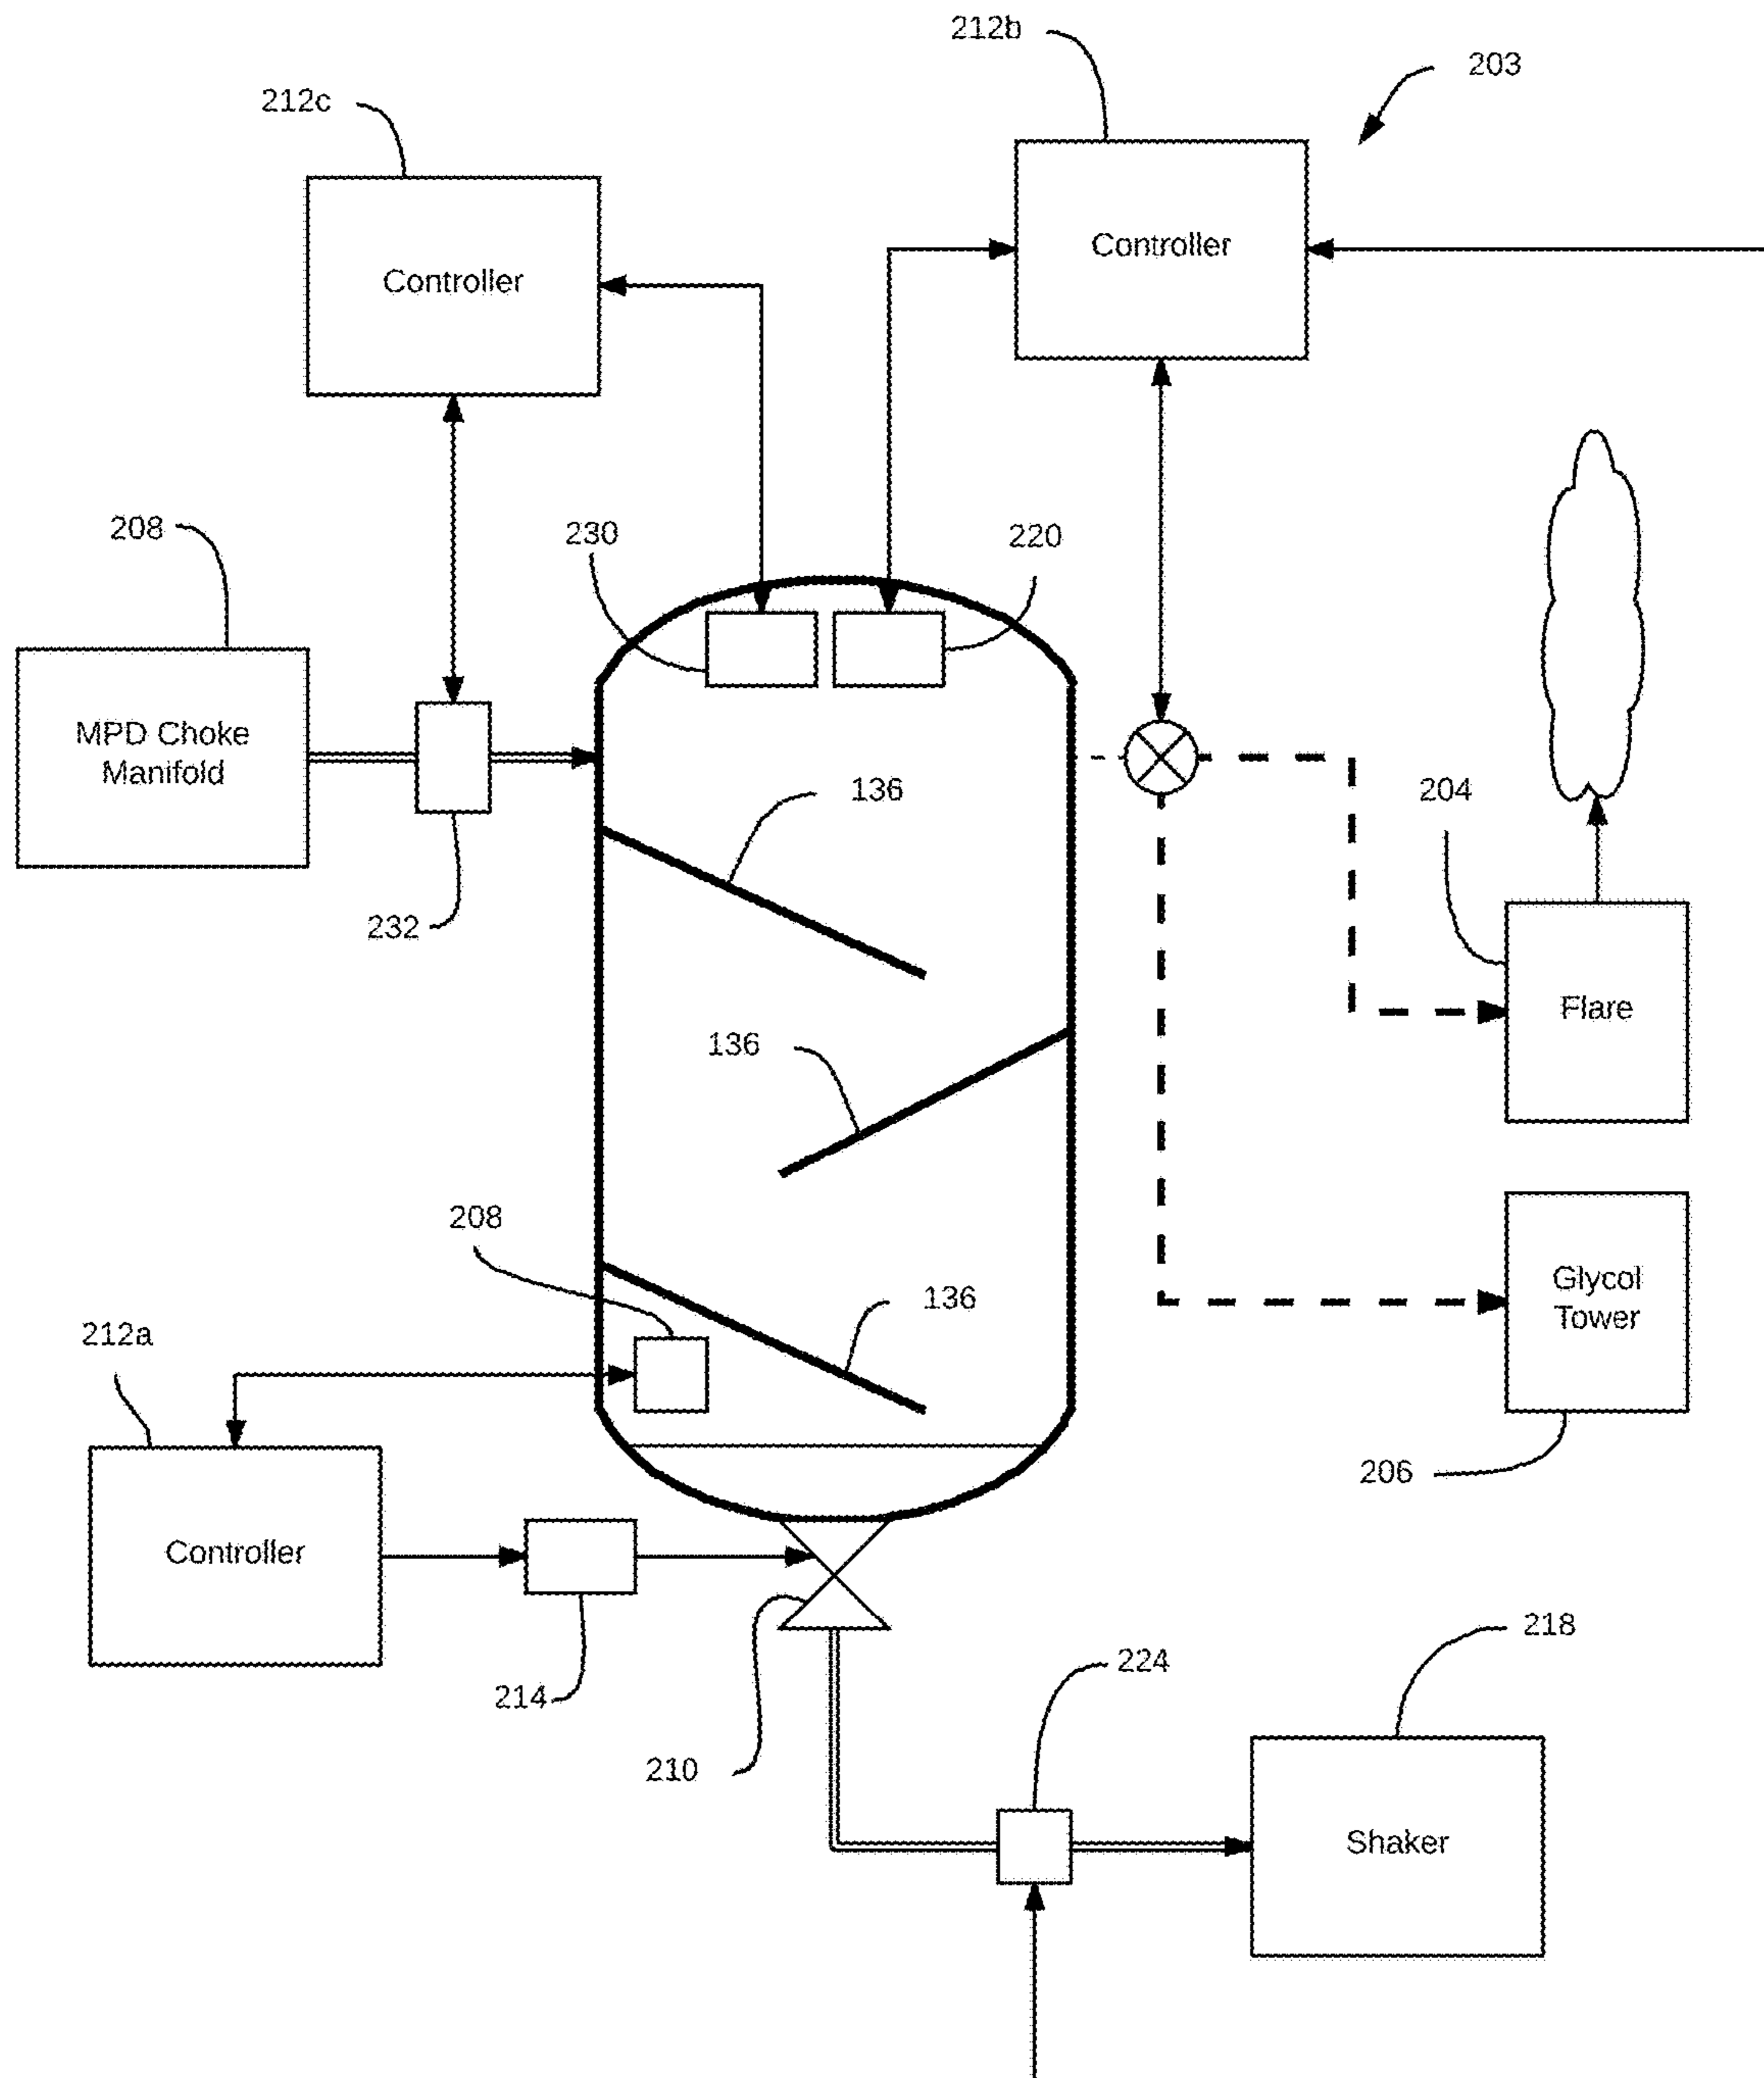 212b
203
212c
Controller
Controller
208
230
220
MPD Choke
Manifold
136
204
232
Flare
136
208
Glycol
Tower
136
212a
206
Controller
218
224
214
210
Shaker